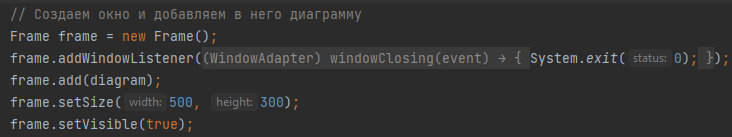 // Создаем окно и добавляем в него диаграмму
Frame frame = new Frame();
frame.addWindowListener((WindowAdapter) windowClosing(event) → { System.exit( status: 0); });
frame.add(diagram);
frame.setSize( width: 500, height: 300);
frame.setVisible(true);